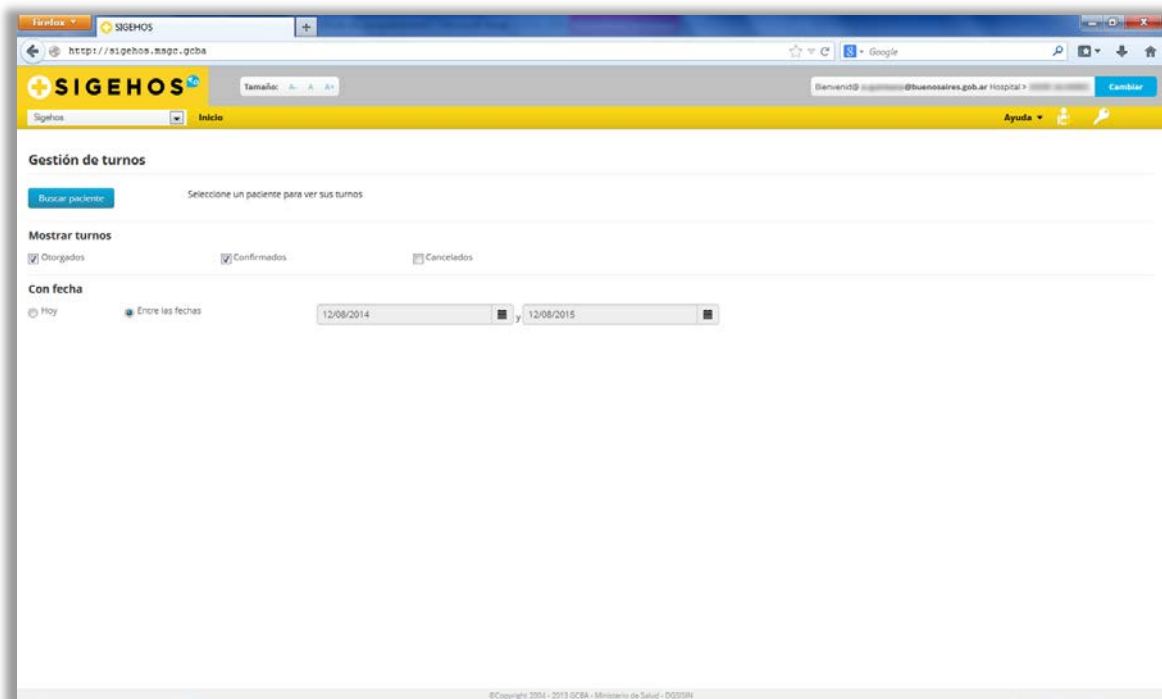 Firefox
SIGEHOS
+
http://sigehos.msgc.gcba
Google
SIGEHOS
Tamaño: A- A A+
Bienvenid@ @buenosaires.gob.ar Hospital >
Cambiar
Sigehos
Inicio
Ayuda
Gestión de turnos
Buscar paciente
Seleccione un paciente para ver sus turnos
Mostrar turnos
Otorgados
Confirmados
Cancelados
Con fecha
Hoy
Entre las fechas
12/08/2014
y
12/08/2015
©Copyright 2004 - 2013 GCBA - Ministerio de Salud - DGSISIN